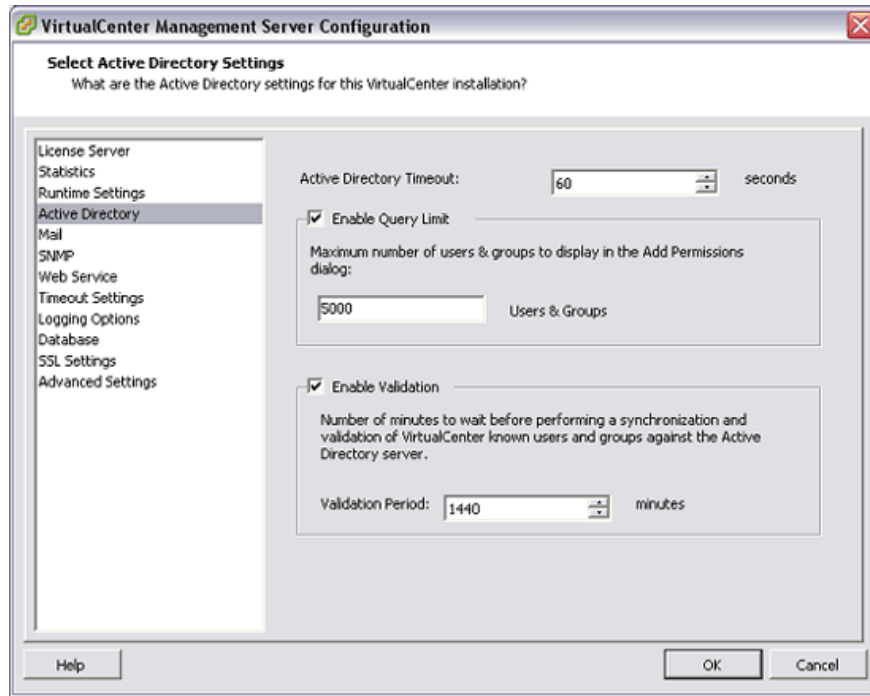 VirtualCenter Management Server Configuration
Select Active Directory Settings
What are the Active Directory settings for this VirtualCenter installation?
License Server
Statistics
Runtime Settings
Active Directory
Mail
SNMP
Web Service
Timeout Settings
Logging Options
Database
SSL Settings
Advanced Settings
Active Directory Timeout: 60 seconds
Enable Query Limit
Maximum number of users & groups to display in the Add Permissions
dialog:
5000 Users & Groups
Enable Validation
Number of minutes to wait before performing a synchronization and
validation of VirtualCenter known users and groups against the Active
Directory server.
Validation Period: 1440 minutes
Help OK Cancel